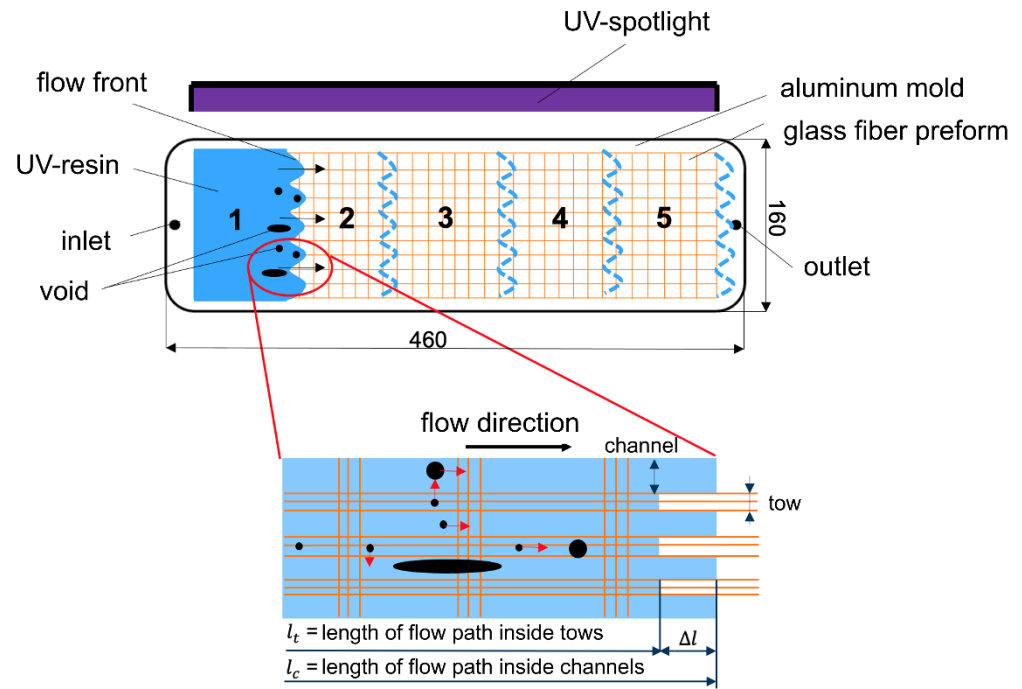 UV-spotlight
flow front
aluminum mold
glass fiber preform
UV-resin
1
2
3
4
5
160
inlet
outlet
void
460
flow direction
channel
tow
l_t = length of flow path inside tows
Δl
l_c = length of flow path inside channels